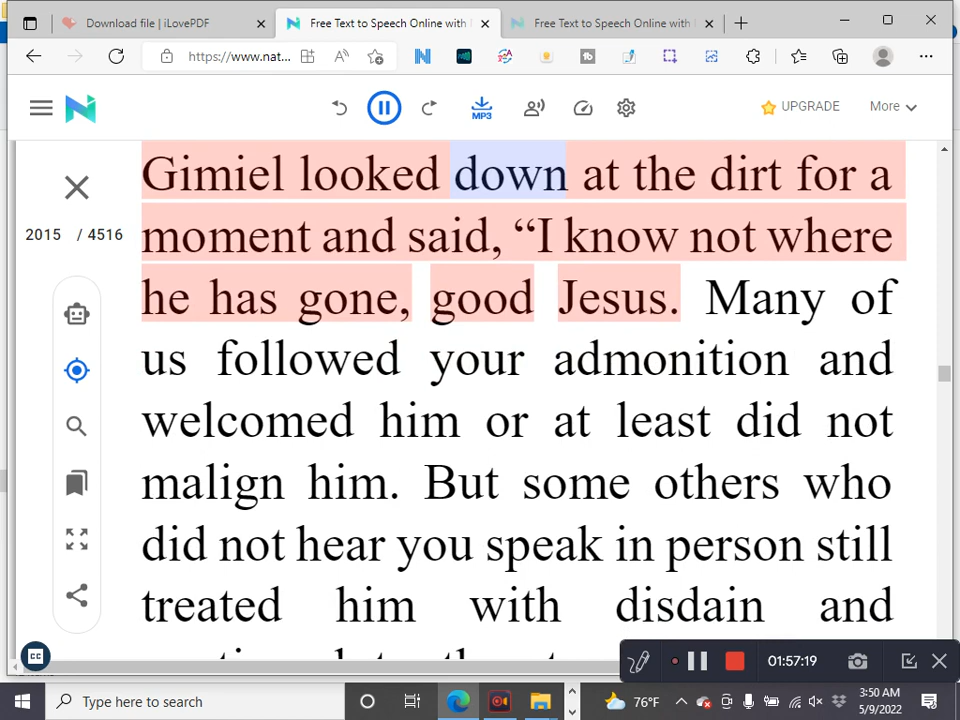 Download file | iLovePDF
Free Text to Speech Online with
Free Text to Speech Online with
https://www.nat...
MP3
UPGRADE
More
2015 / 4516
Gimiel looked down at the dirt for a
moment and said, “I know not where
he has gone, good Jesus. Many of
us followed your admonition and
welcomed him or at least did not
malign him. But some others who
did not hear you speak in person still
treated him with disdain and
CC
01:57:19
Type here to search
76°F
3:50 AM
5/9/2022